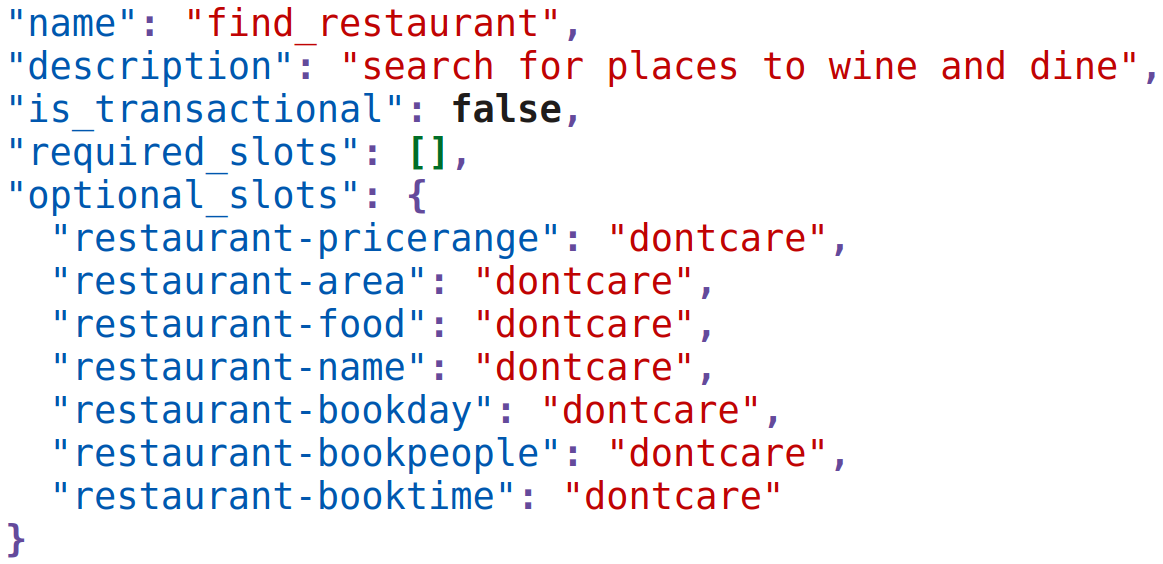 "name": "find_restaurant",
"description": "search for places to wine and dine",
"is_transactional": false,
"required_slots": [],
"optional_slots": {
  "restaurant-pricerange": "dontcare",
  "restaurant-area": "dontcare",
  "restaurant-food": "dontcare",
  "restaurant-name": "dontcare",
  "restaurant-bookday": "dontcare",
  "restaurant-bookpeople": "dontcare",
  "restaurant-booktime": "dontcare"
}